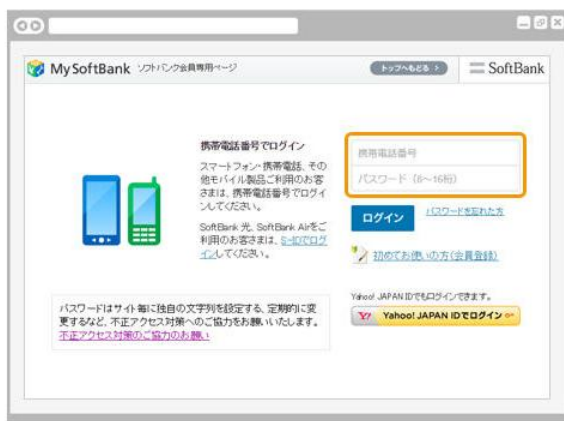 My SoftBank ソフトバンク会員専用ページ
トップへもどる
SoftBank
携帯電話番号でログイン
スマートフォン・携帯電話、その
他モバイル製品ご利用のお客
さまは、携帯電話番号でログイ
ンしてください。
SoftBank 光、SoftBank Airをご
利用のお客さまは、S-IDでログ
インしてください。
携帯電話番号
パスワード (8～16桁)
ログイン
パスワードを忘れた方
初めてお使いの方(会員登録)
パスワードはサイト毎に独自の文字列を設定する、定期的に変
更するなど、不正アクセス対策へのご協力をお願いいたします。
不正アクセス対策のご協力のお願い
Yahoo! JAPAN IDでもログインできます。
Y! Yahoo! JAPAN IDでログイン